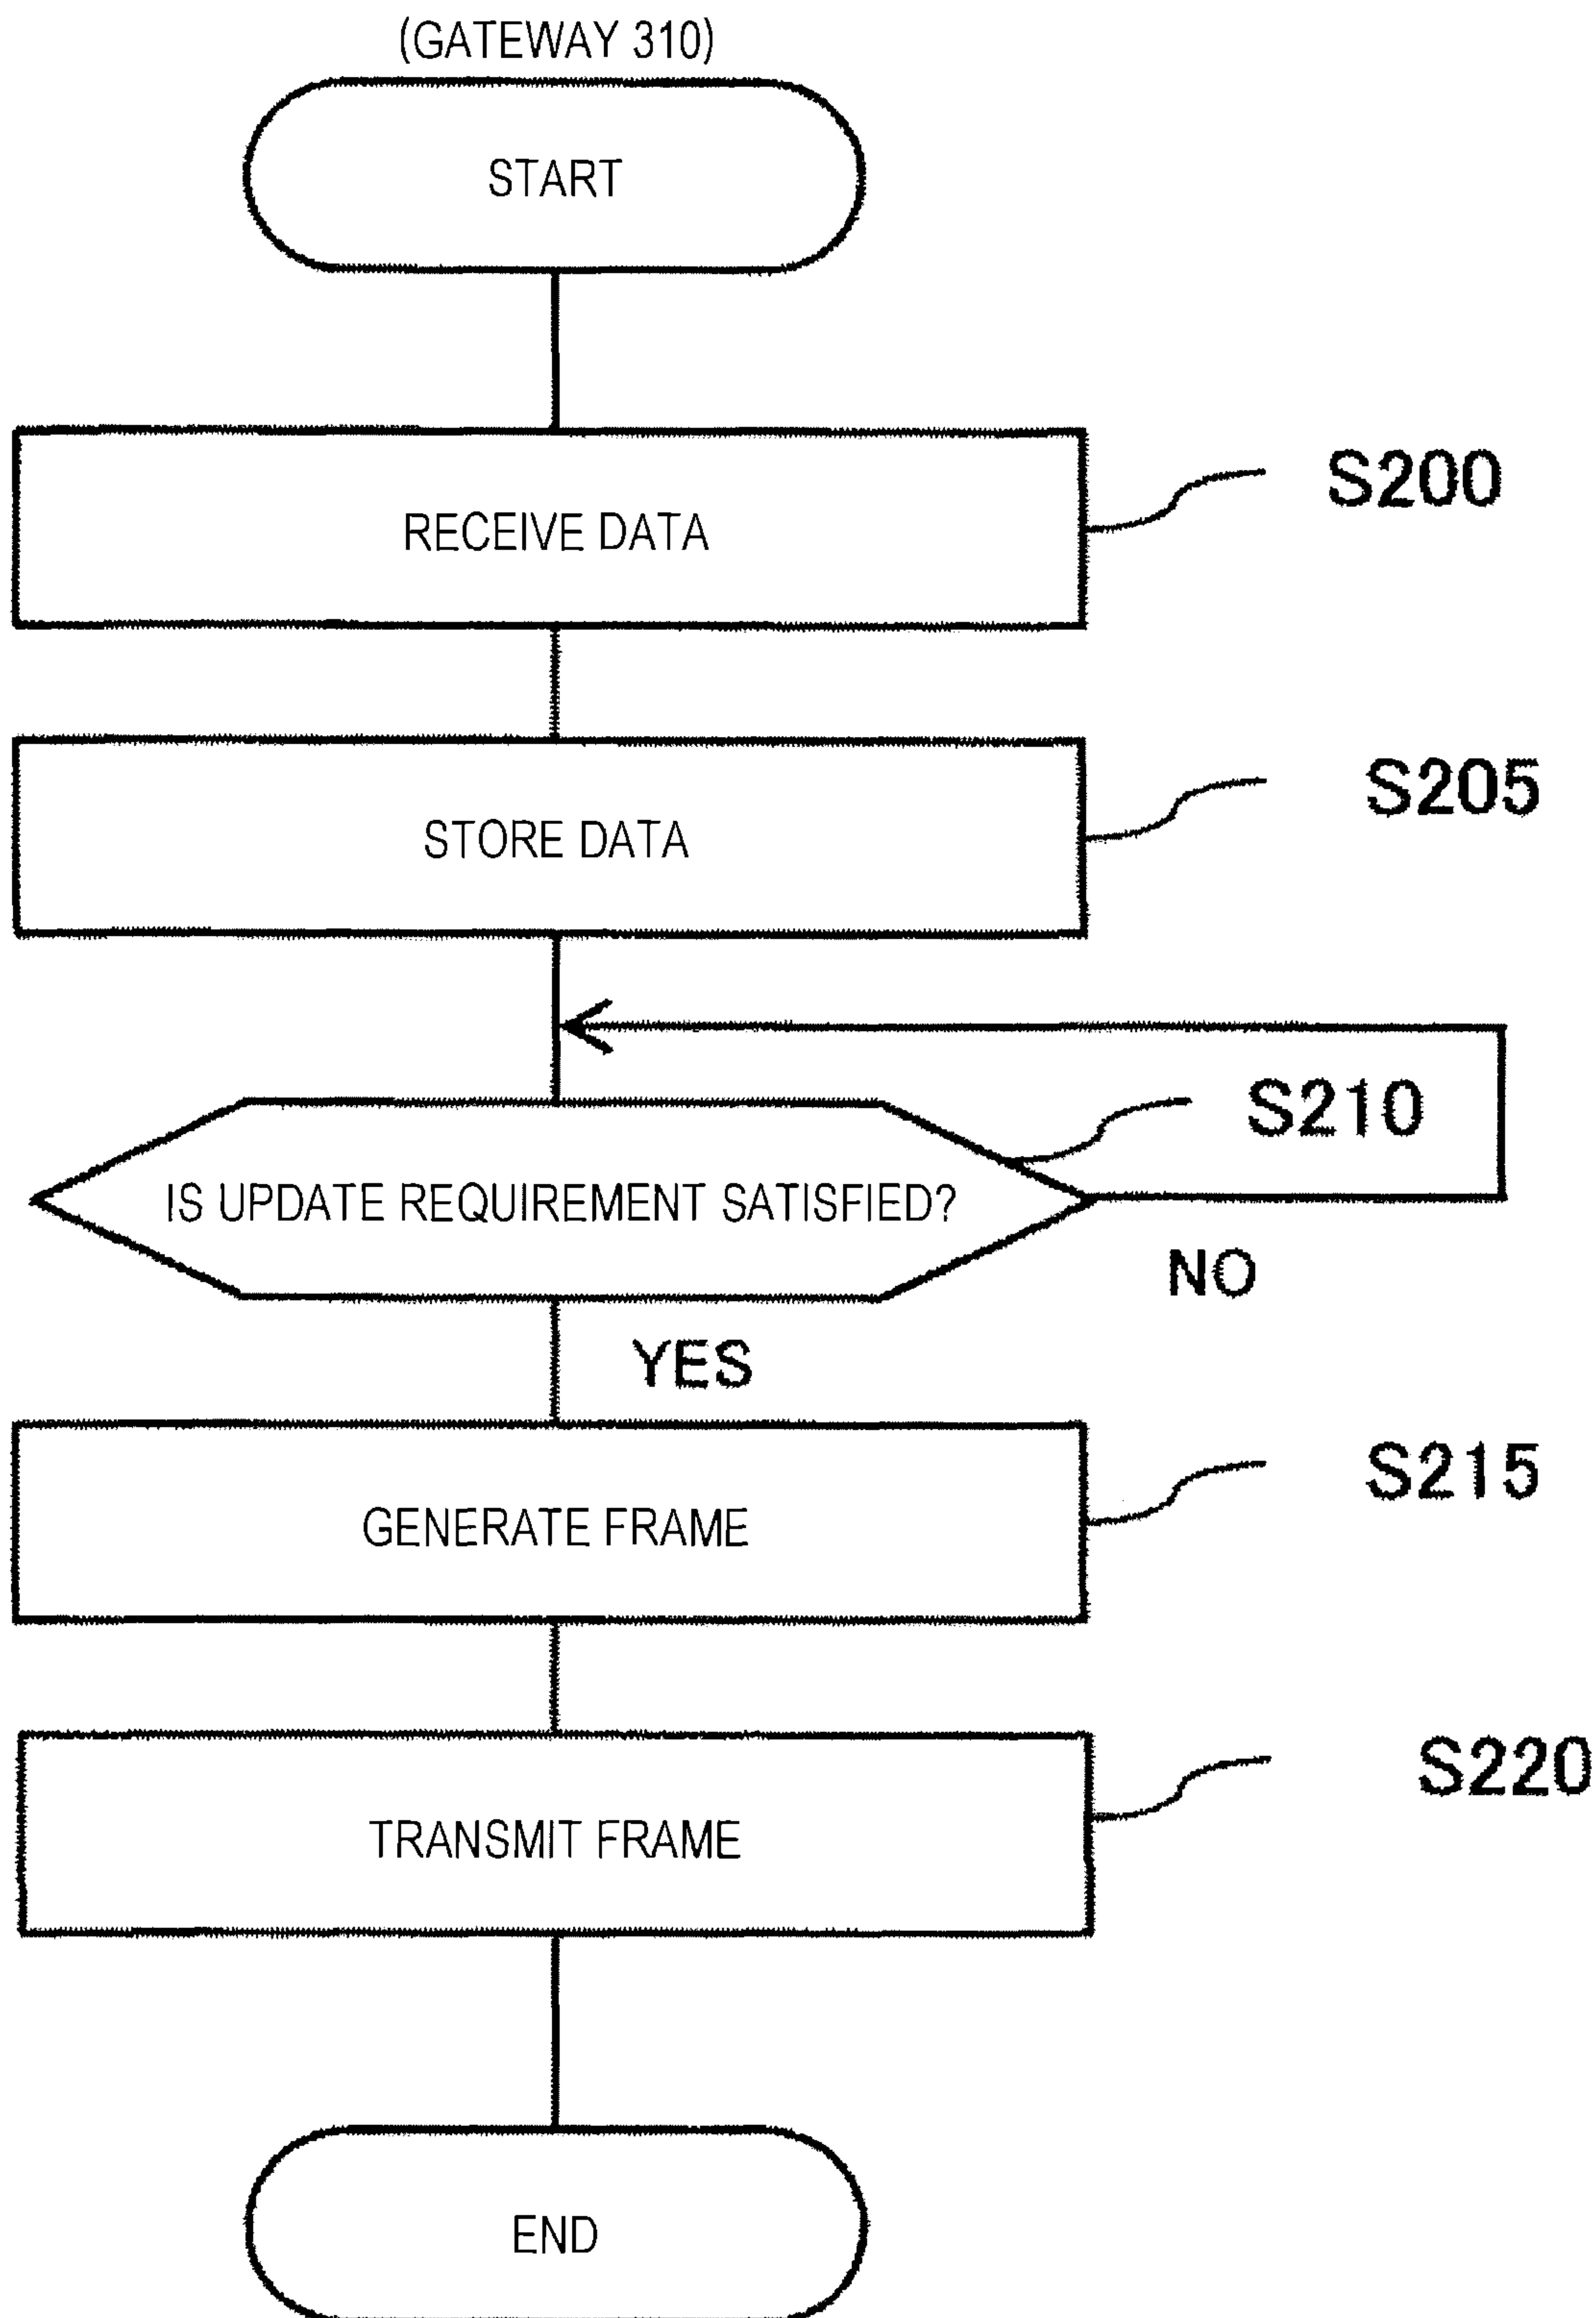 (GATEWAY 310)
START
RECEIVE DATA
S200
STORE DATA
S205
S210
IS UPDATE REQUIREMENT SATISFIED?
NO
YES
GENERATE FRAME
S215
TRANSMIT FRAME
S220
END